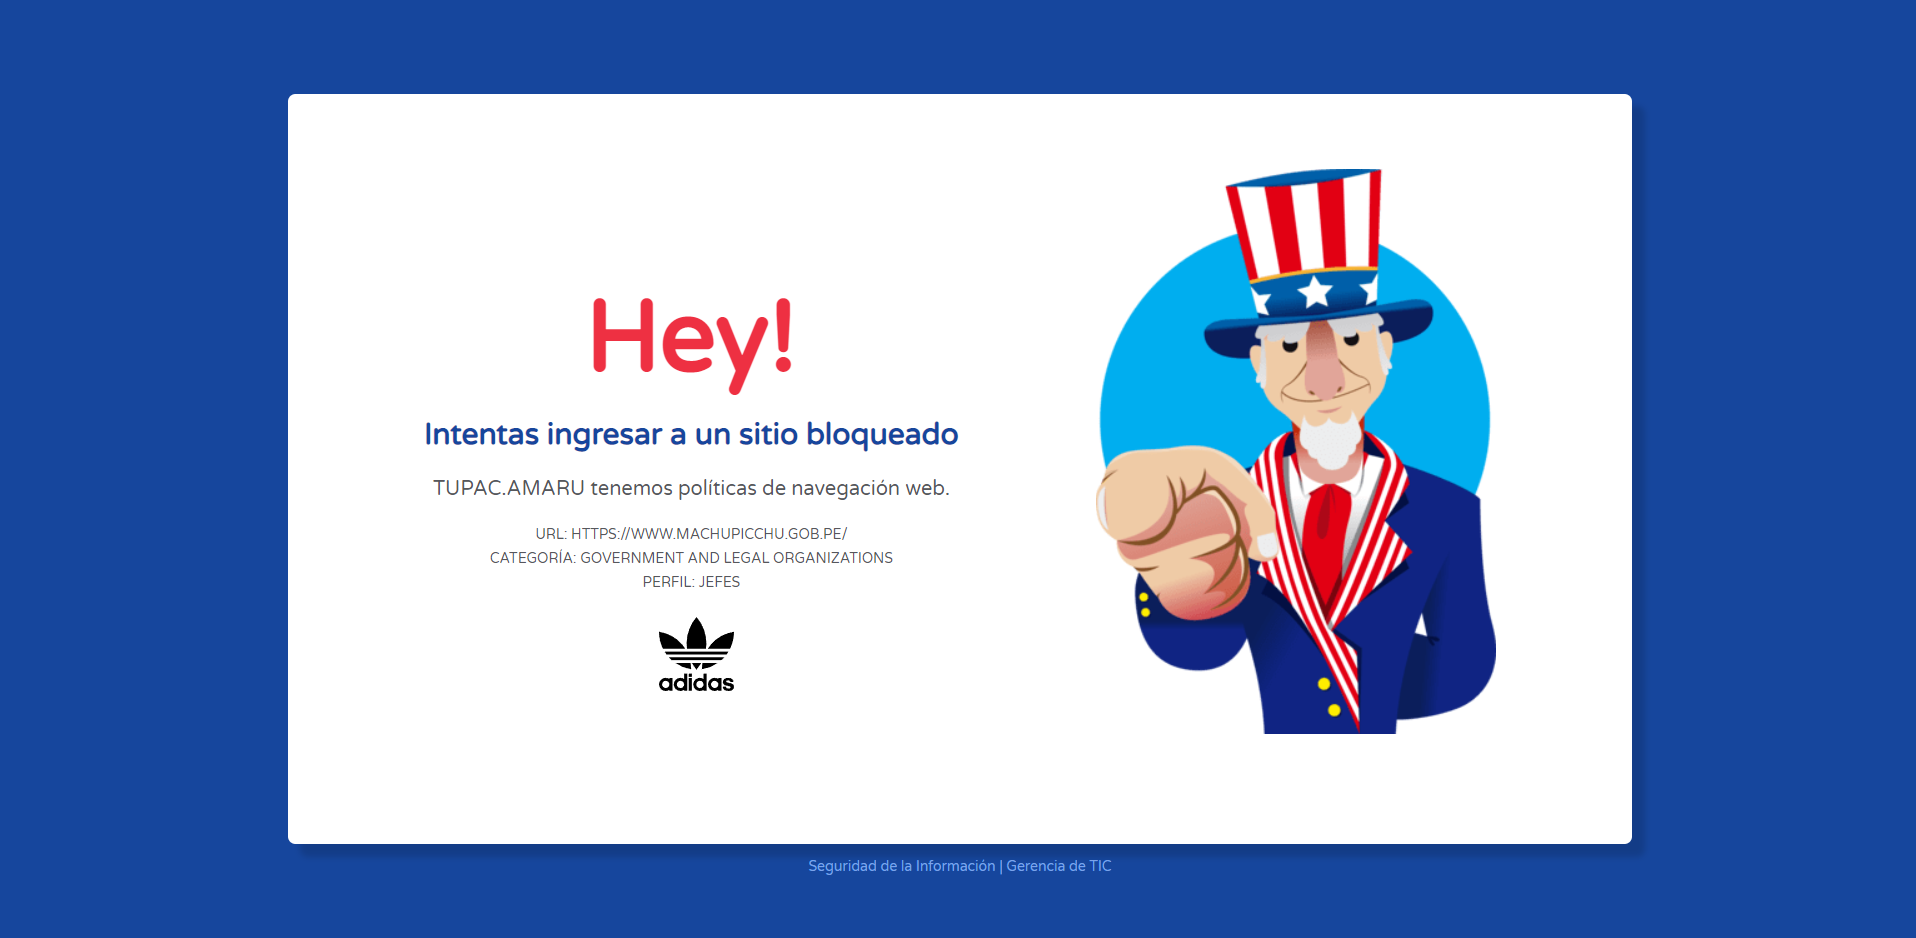 Hey!
Intentas ingresar a un sitio bloqueado
TUPAC.AMARU tenemos políticas de navegación web.
URL: HTTPS://WWW.MACHUPICCHU.GOB.PE/
CATEGORÍA: GOVERNMENT AND LEGAL ORGANIZATIONS
PERFIL: JEFES
adidas
Seguridad de la Información | Gerencia de TIC